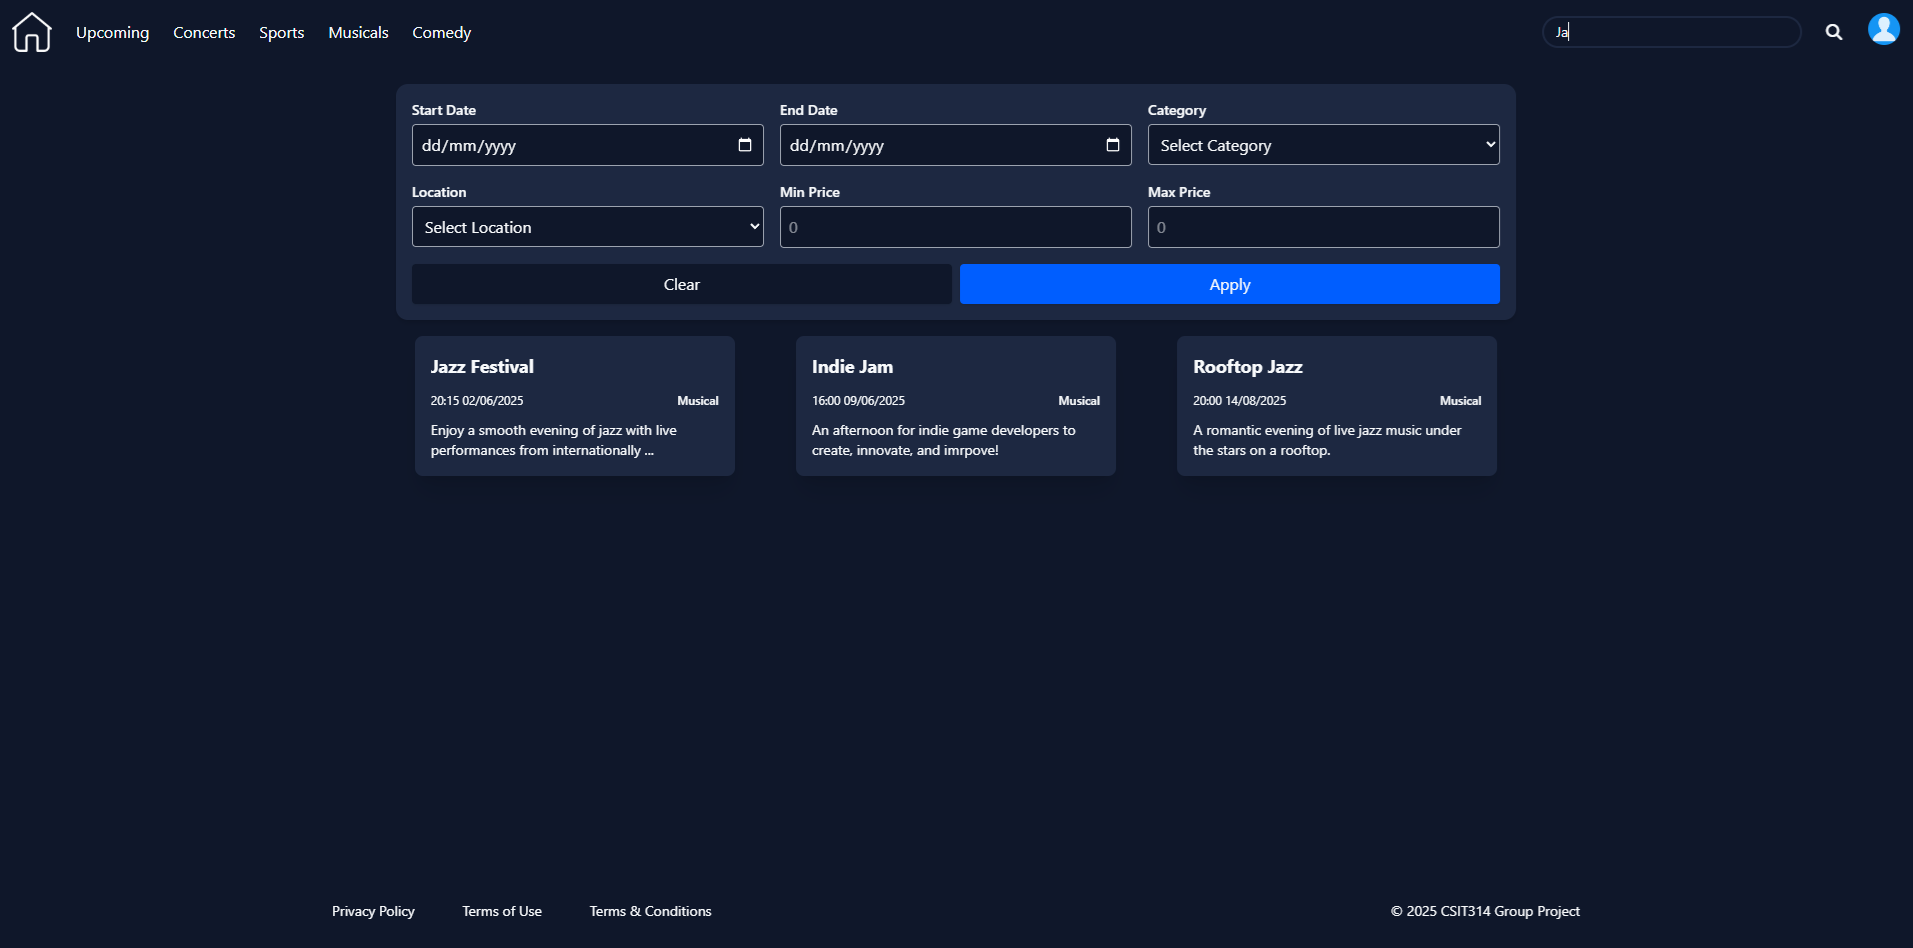 Upcoming Concerts Sports Musicals Comedy Ja
Start Date End Date Category
dd/mm/yyyy dd/mm/yyyy Select Category
Location Min Price Max Price
Select Location 0 0
Clear Apply
Jazz Festival
20:15 02/06/2025 Musical
Enjoy a smooth evening of jazz with live
performances from internationally ...
Indie Jam
16:00 09/06/2025 Musical
An afternoon for indie game developers to
create, innovate, and imrpove!
Rooftop Jazz
20:00 14/08/2025 Musical
A romantic evening of live jazz music under
the stars on a rooftop.
Privacy Policy Terms of Use Terms & Conditions © 2025 CSIT314 Group Project